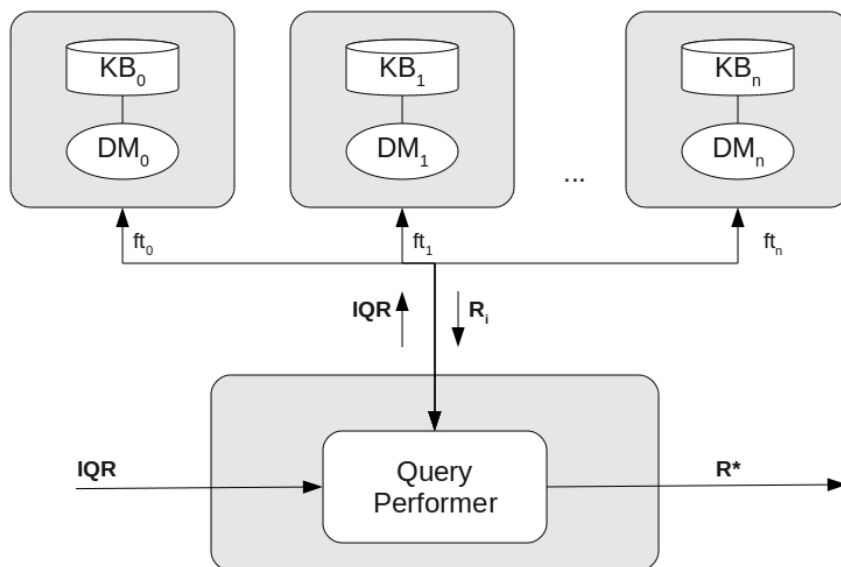 KB₀ KB₁ KBₙ
DM₀ DM₁ DMₙ
...
ft₀ ft₁ ftₙ
IQR Rᵢ
IQR Query R*
Performer